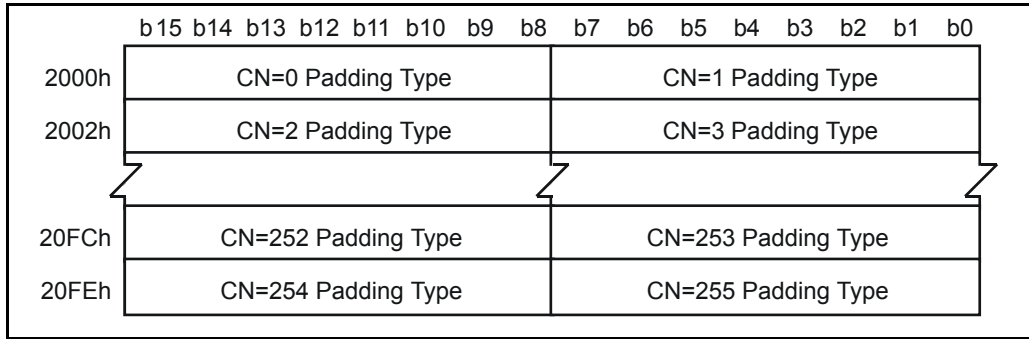 b15 b14 b13 b12 b11 b10 b9 b8 b7 b6 b5 b4 b3 b2 b1 b0
2000h CN=0 Padding Type CN=1 Padding Type
2002h CN=2 Padding Type CN=3 Padding Type
20FCh CN=252 Padding Type CN=253 Padding Type
20FEh CN=254 Padding Type CN=255 Padding Type